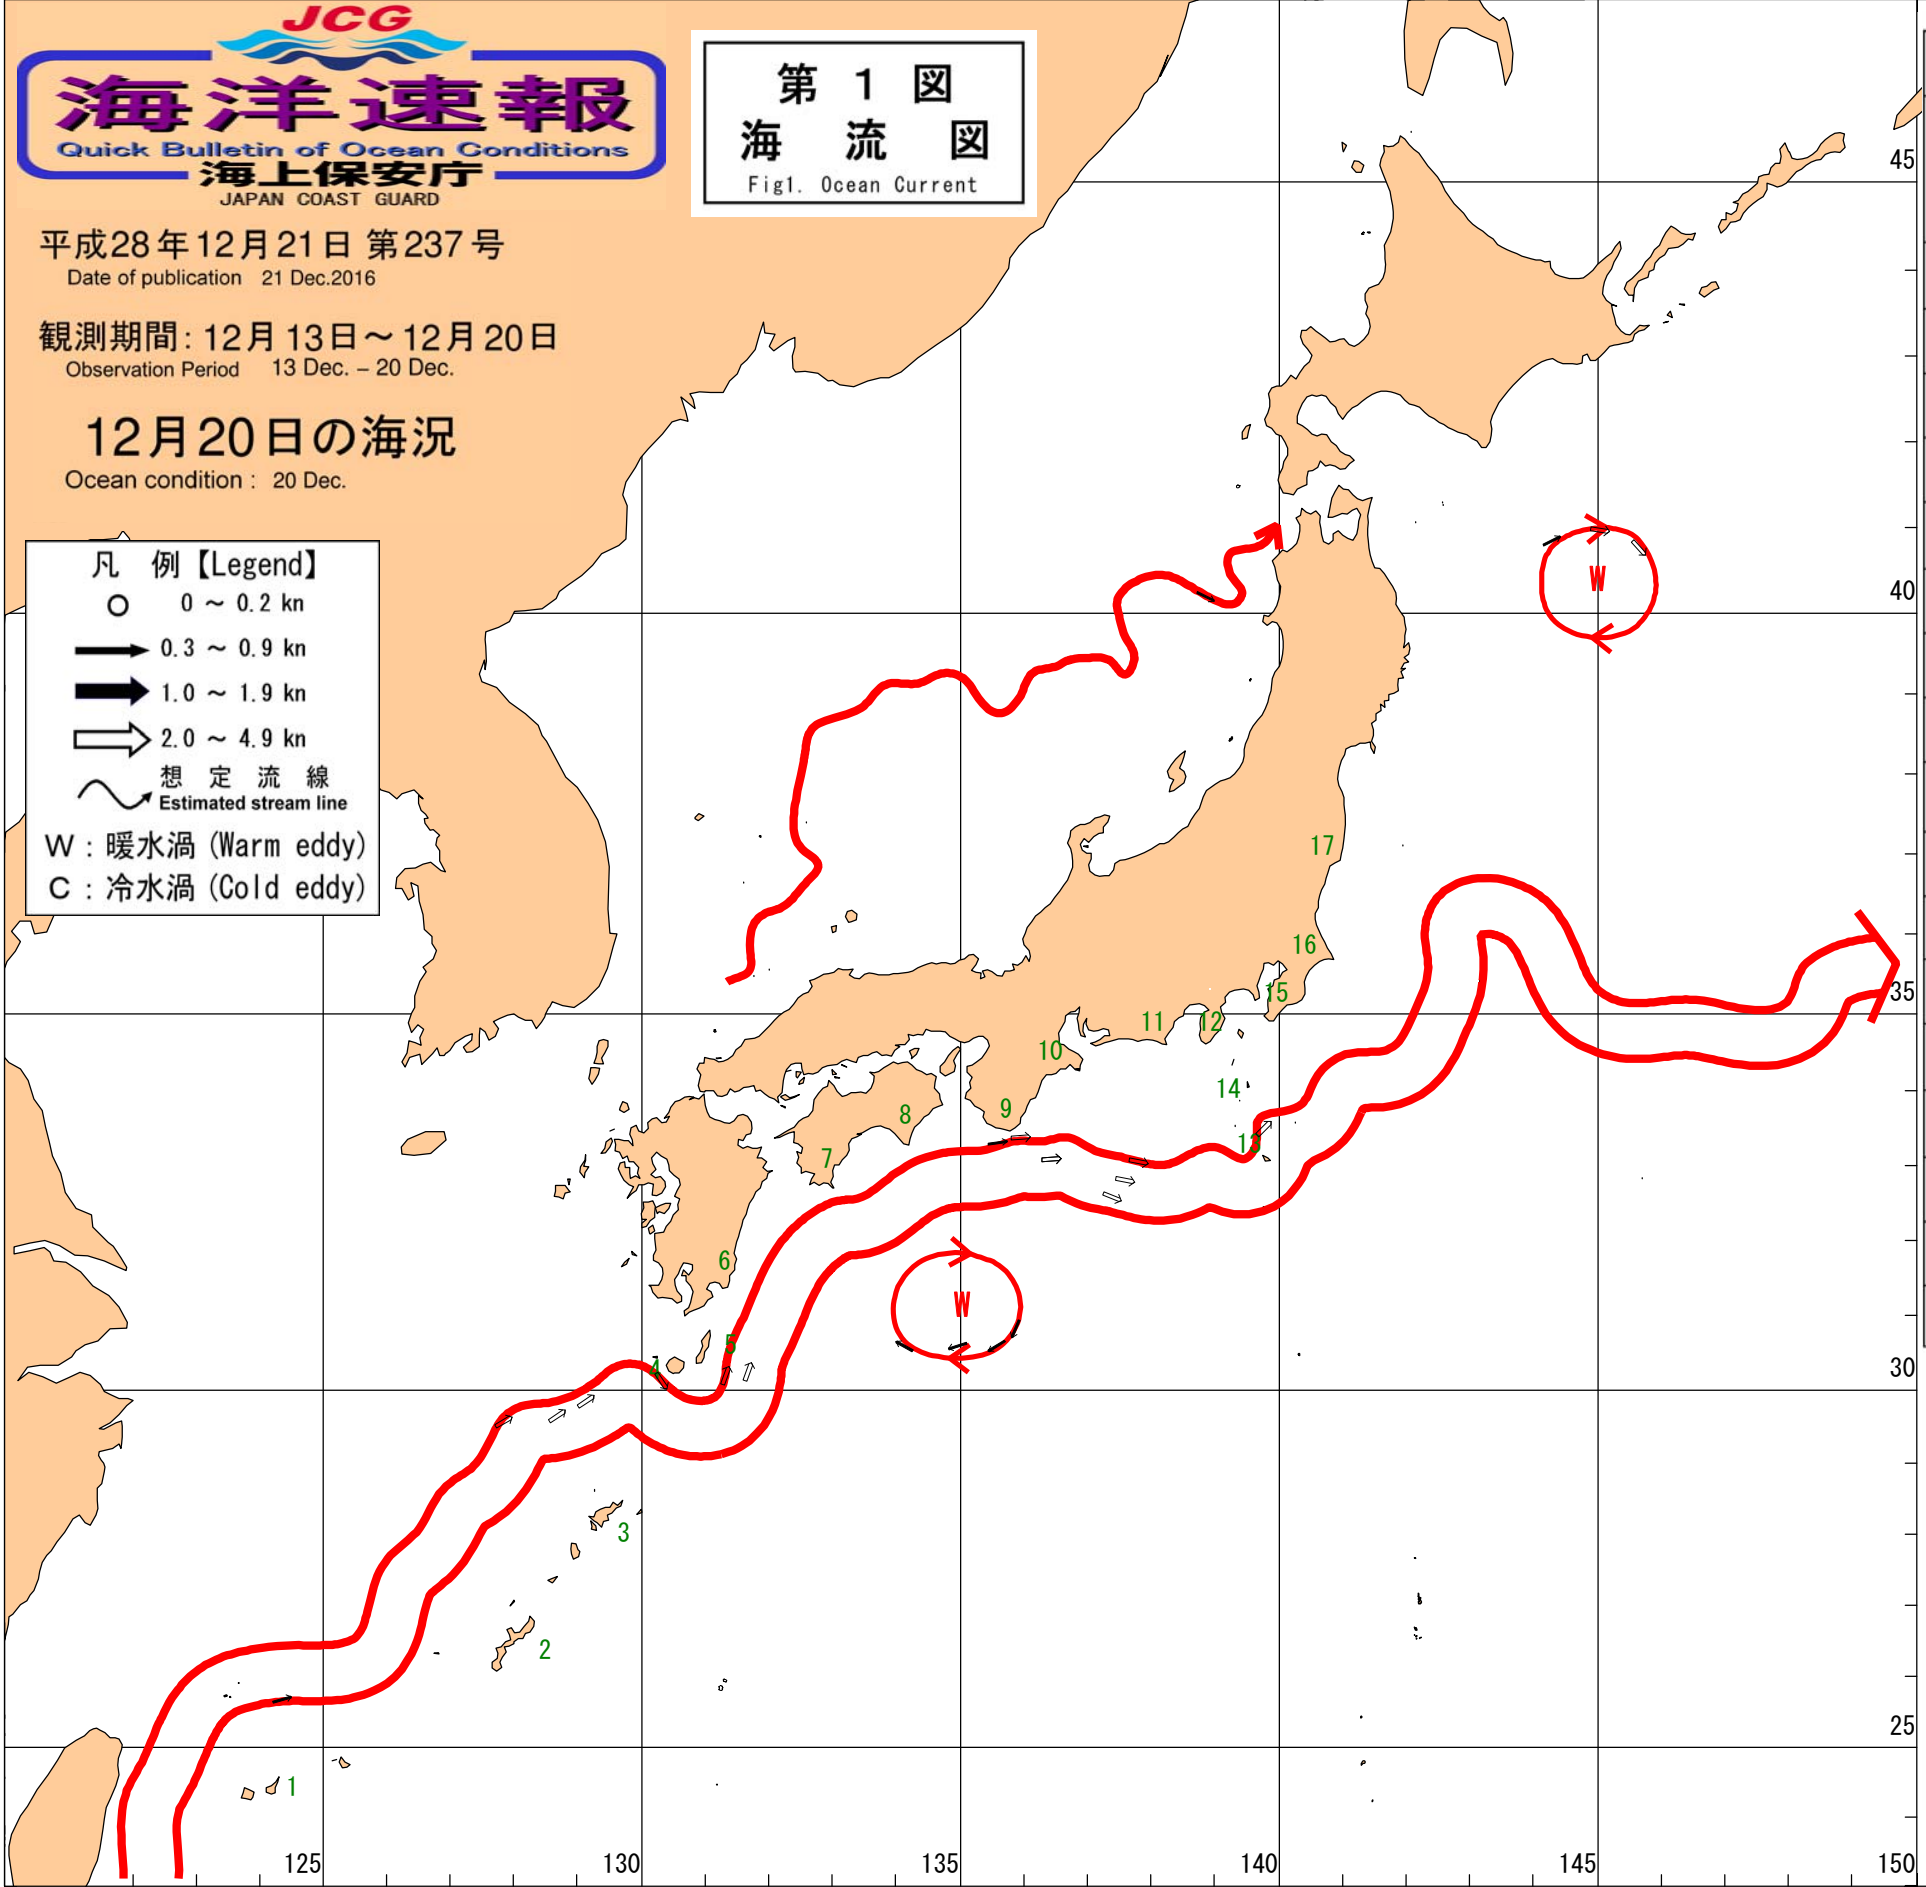 JCG
海洋速報
Quick Bulletin of Ocean Conditions
海上保安庁
JAPAN COAST GUARD
平成28年12月21日 第237号
Date of publication 21 Dec.2016
観測期間: 12月13日～12月20日
Observation Period 13 Dec. – 20 Dec.
12月20日の海況
Ocean condition : 20 Dec.
第 1 図
海 流 図
Fig1. Ocean Current
凡 例【Legend】
0 ～ 0.2 kn
0.3 ～ 0.9 kn
1.0 ～ 1.9 kn
2.0 ～ 4.9 kn
想 定 流 線
Estimated stream line
W : 暖水渦 (Warm eddy)
C : 冷水渦 (Cold eddy)
45
40
35
30
25
125
130
135
140
145
150
W
W
17
16
15
12
11
10
14
9
8
13
7
6
5
4
3
2
1